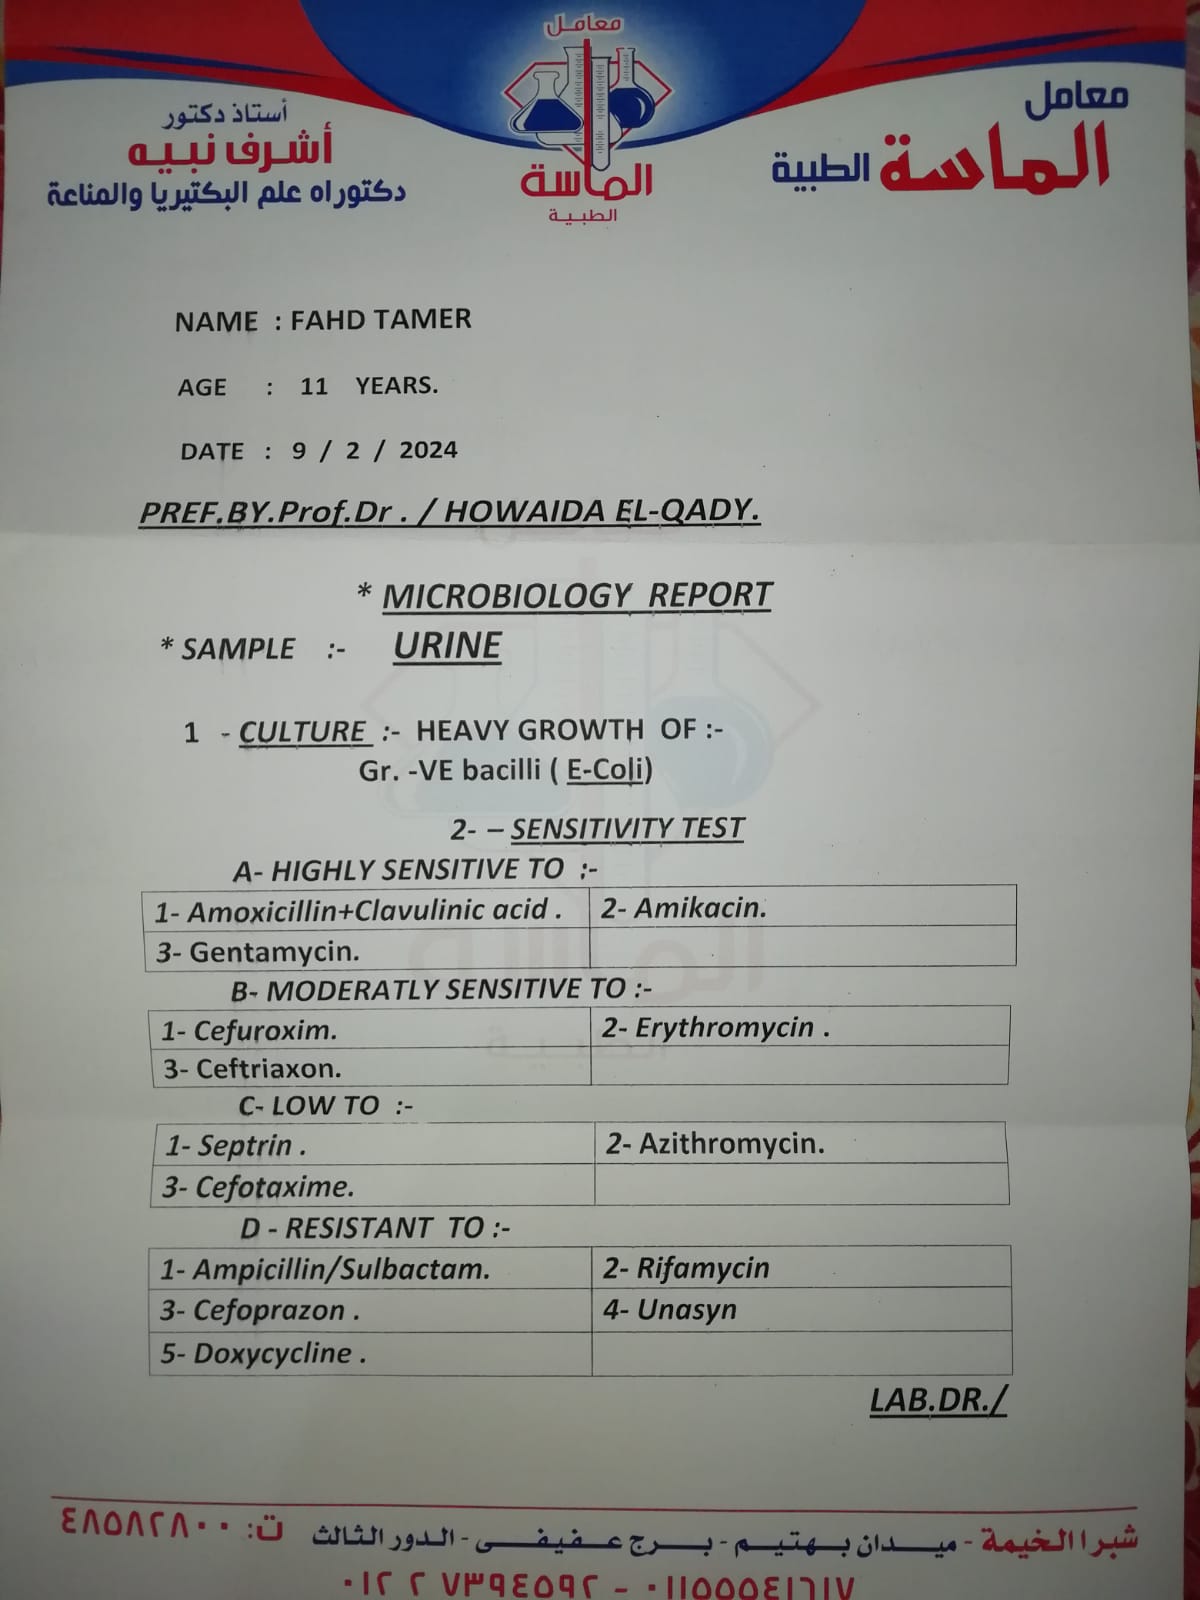 معامل
الماسة
الطبية
معامل
الماسة الطبية
أستاذ دكتور
أشرف نبيه
دكتوراه علم البكتيريا والمناعة
NAME : FAHD TAMER
AGE : 11 YEARS.
DATE : 9 / 2 / 2024
PREF.BY.Prof.Dr . / HOWAIDA EL-QADY.
* MICROBIOLOGY REPORT
* SAMPLE :- URINE
1 - CULTURE :- HEAVY GROWTH OF :-
Gr. -VE bacilli ( E-Coli)
2- – SENSITIVITY TEST
A- HIGHLY SENSITIVE TO :-
1- Amoxicillin+Clavulinic acid . 2- Amikacin.
3- Gentamycin.
B- MODERATLY SENSITIVE TO :-
1- Cefuroxim. 2- Erythromycin .
3- Ceftriaxon.
C- LOW TO :-
1- Septrin . 2- Azithromycin.
3- Cefotaxime.
D - RESISTANT TO :-
1- Ampicillin/Sulbactam. 2- Rifamycin
3- Cefoprazon . 4- Unasyn
5- Doxycycline .
LAB.DR./
شبرا الخيمة - ميدان بهتيم - برج عفيفى - الدور الثالث ت: ٤٨٥٨٢٨٠٠
٠١٢٢٧٣٩٤٥٩٢ - ٠١١٥٥٥٤١٦١٧